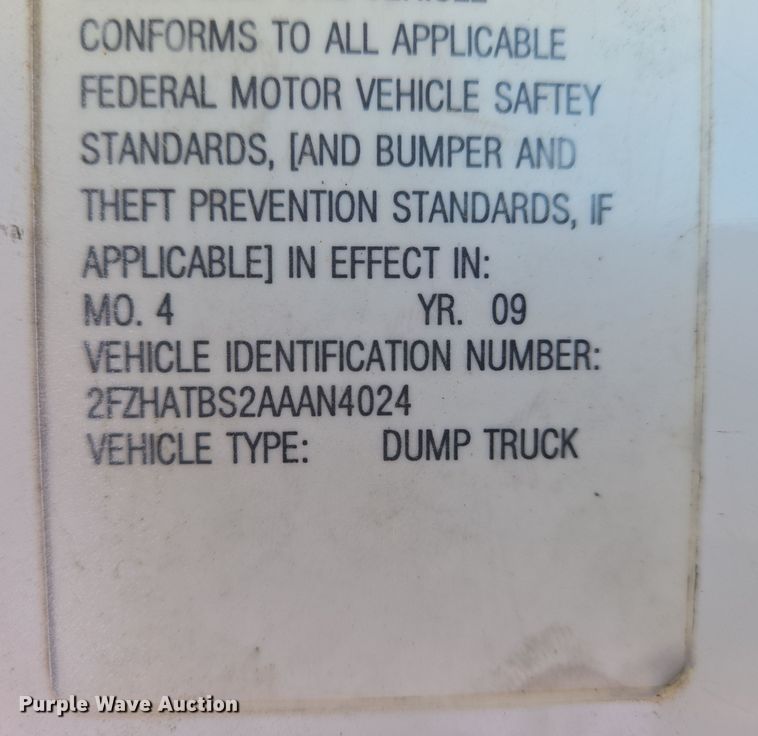 CONFORMS TO ALL APPLICABLE
FEDERAL MOTOR VEHICLE SAFTEY
STANDARDS, [AND BUMPER AND
THEFT PREVENTION STANDARDS, IF
APPLICABLE] IN EFFECT IN:
MO. 4 YR. 09
VEHICLE IDENTIFICATION NUMBER:
2FZHATBS2AAAN4024
VEHICLE TYPE: DUMP TRUCK
Purple Wave Auction